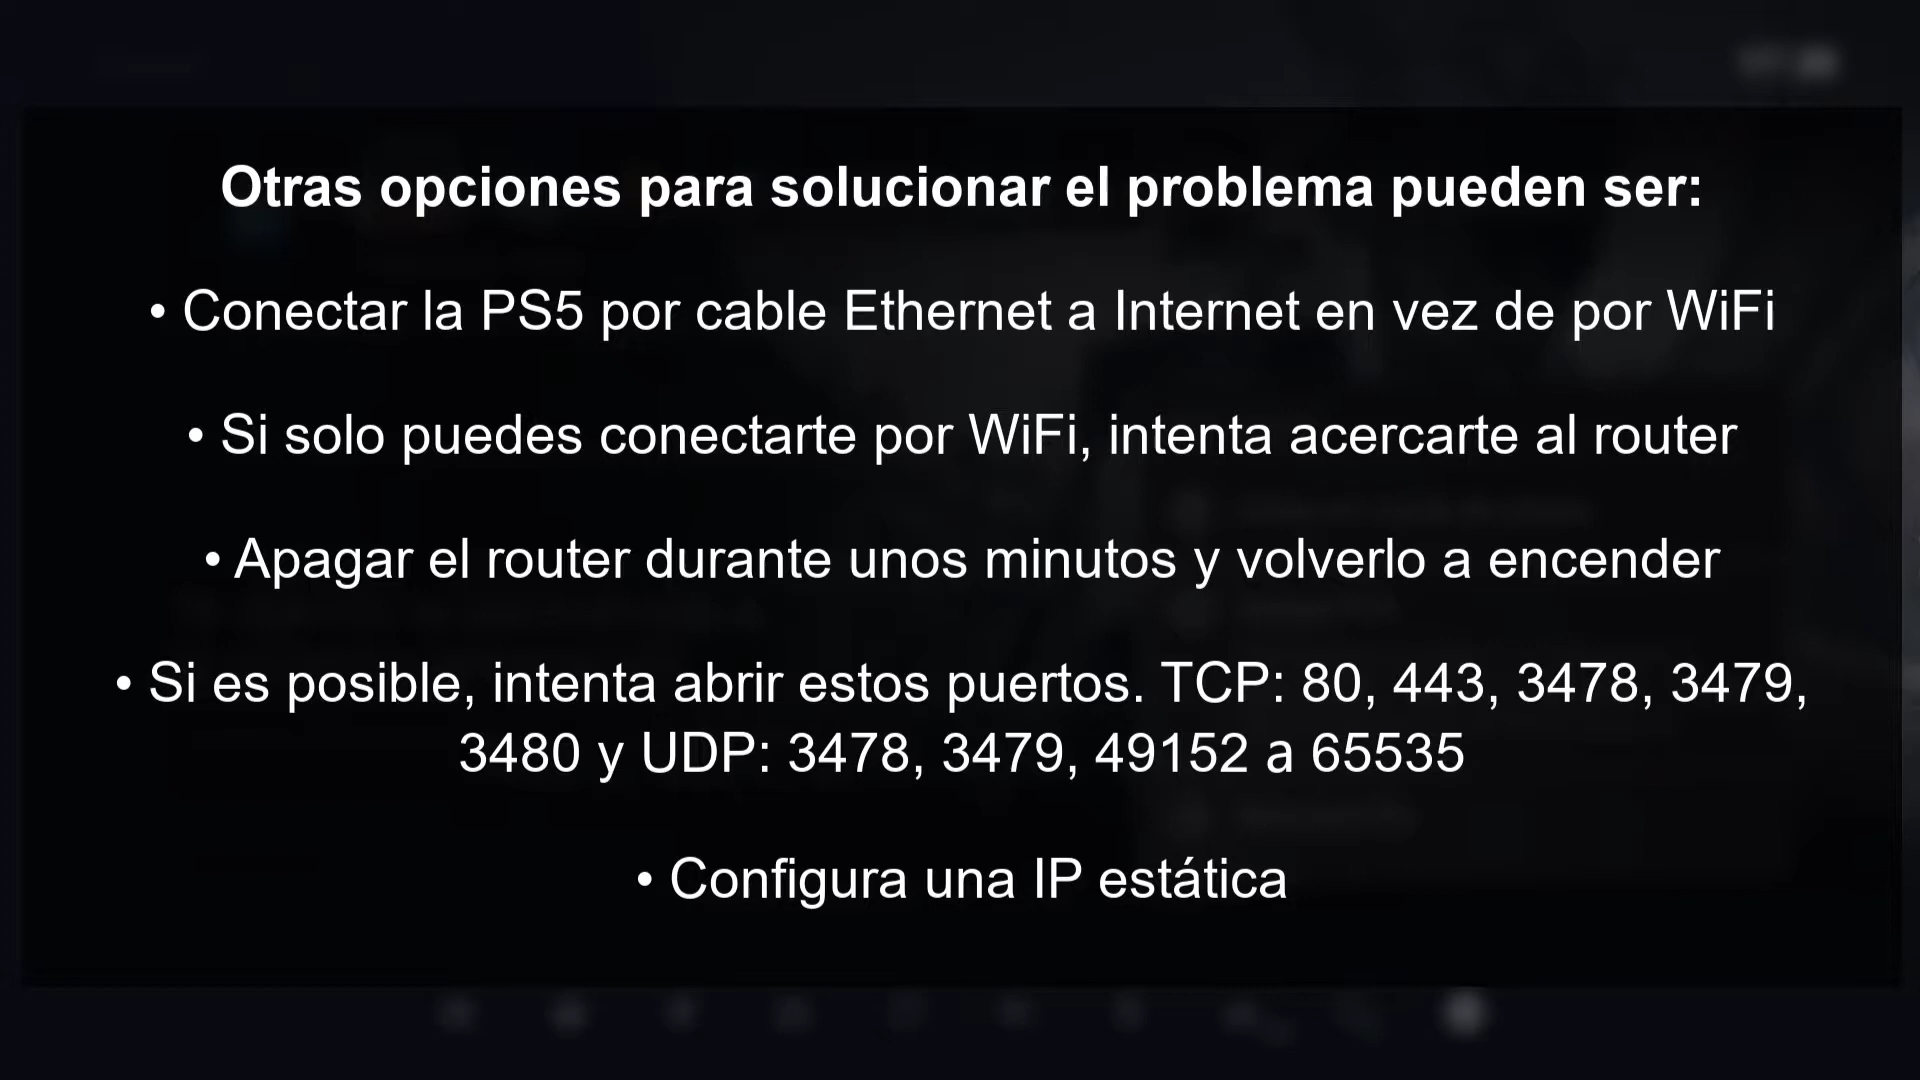 Otras opciones para solucionar el problema pueden ser:
• Conectar la PS5 por cable Ethernet a Internet en vez de por WiFi
• Si solo puedes conectarte por WiFi, intenta acercarte al router
• Apagar el router durante unos minutos y volverlo a encender
• Si es posible, intenta abrir estos puertos. TCP: 80, 443, 3478, 3479,
3480 y UDP: 3478, 3479, 49152 a 65535
• Configura una IP estática